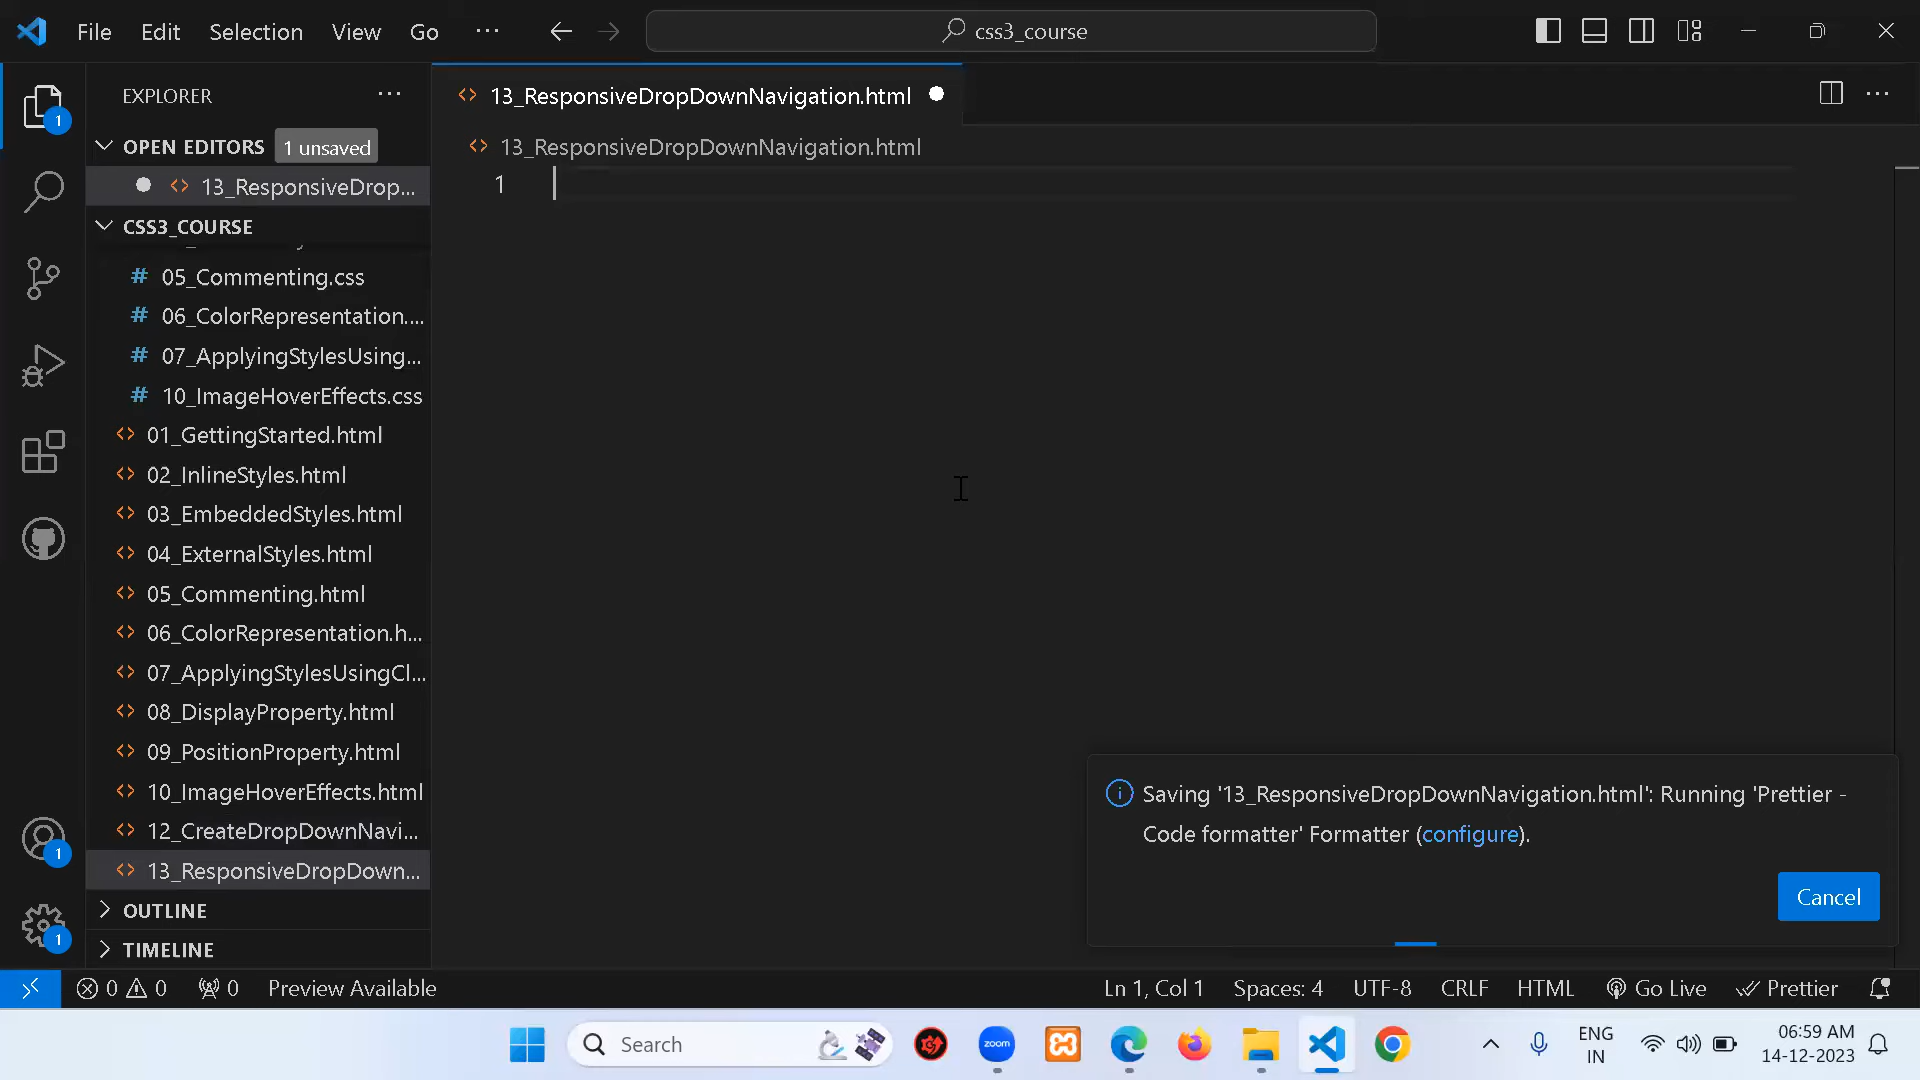 File Edit Selection View Go ··· css3_course
EXPLORER ···
1
OPEN EDITORS 1 unsaved
13_ResponsiveDrop...
CSS3_COURSE
05_Commenting.css
06_ColorRepresentation....
07_ApplyingStylesUsing...
10_ImageHoverEffects.css
01_GettingStarted.html
02_InlineStyles.html
03_EmbeddedStyles.html
04_ExternalStyles.html
05_Commenting.html
06_ColorRepresentation.h...
07_ApplyingStylesUsingCl...
08_DisplayProperty.html
09_PositionProperty.html
10_ImageHoverEffects.html
12_CreateDropDownNavi...
13_ResponsiveDropDown...
OUTLINE
TIMELINE
1
1
13_ResponsiveDropDownNavigation.html
13_ResponsiveDropDownNavigation.html
1
Saving '13_ResponsiveDropDownNavigation.html': Running 'Prettier -
Code formatter' Formatter (configure).
Cancel
0 0 0 Preview Available Ln 1, Col 1 Spaces: 4 UTF-8 CRLF HTML Go Live Prettier
Search zoom ENG
IN
06:59 AM
14-12-2023